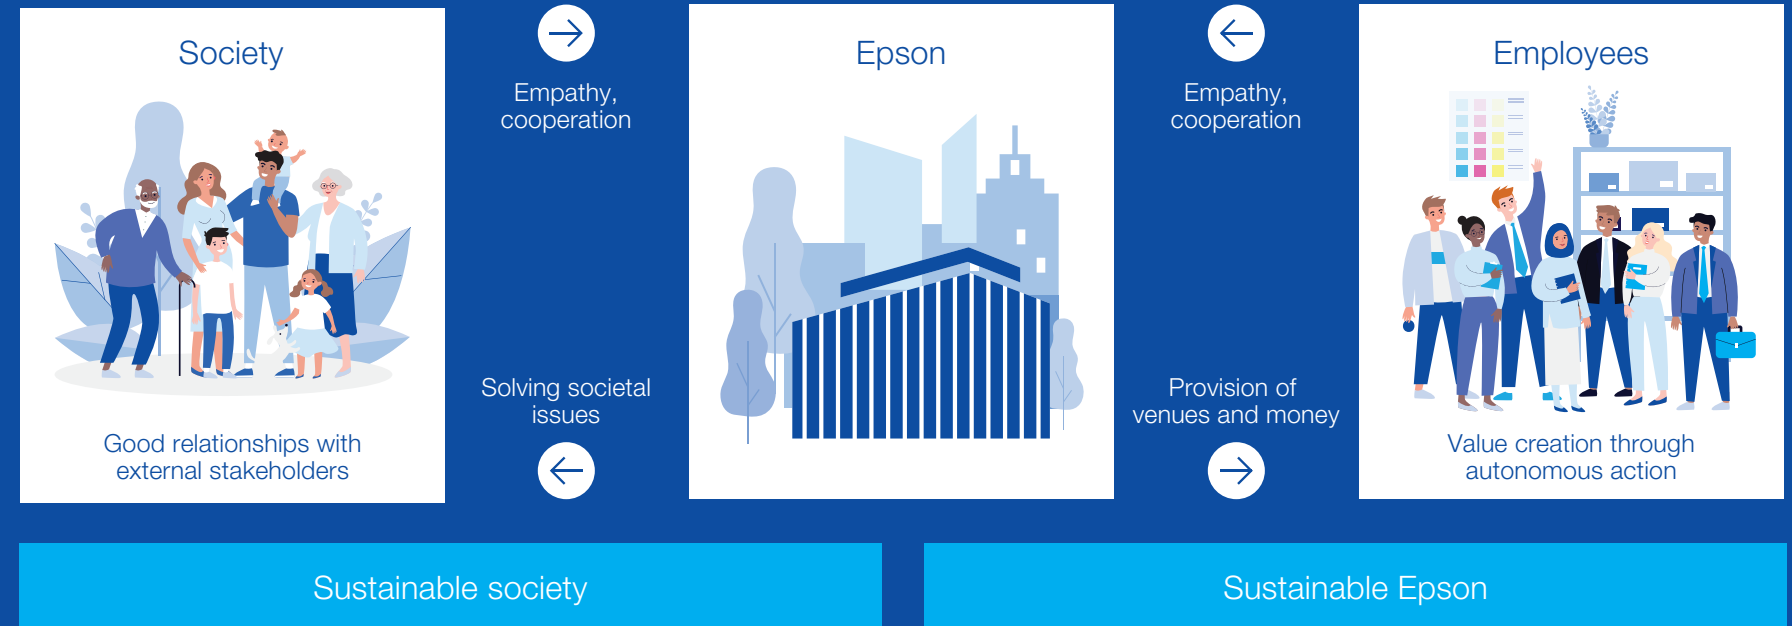 Society
Good relationships with
external stakeholders
Empathy,
cooperation
Solving societal
issues
Epson
Empathy,
cooperation
Provision of
venues and money
Employees
Value creation through
autonomous action
Sustainable society
Sustainable Epson